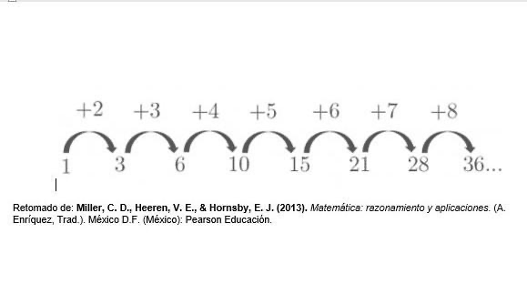 +2 +3 +4 +5 +6 +7 +8
1 3 6 10 15 21 28 36...
Retomado de: Miller, C. D., Heeren, V. E., & Hornsby, E. J. (2013). Matemática: razonamiento y aplicaciones. (A.
Enríquez, Trad.). México D.F. (México): Pearson Educación.